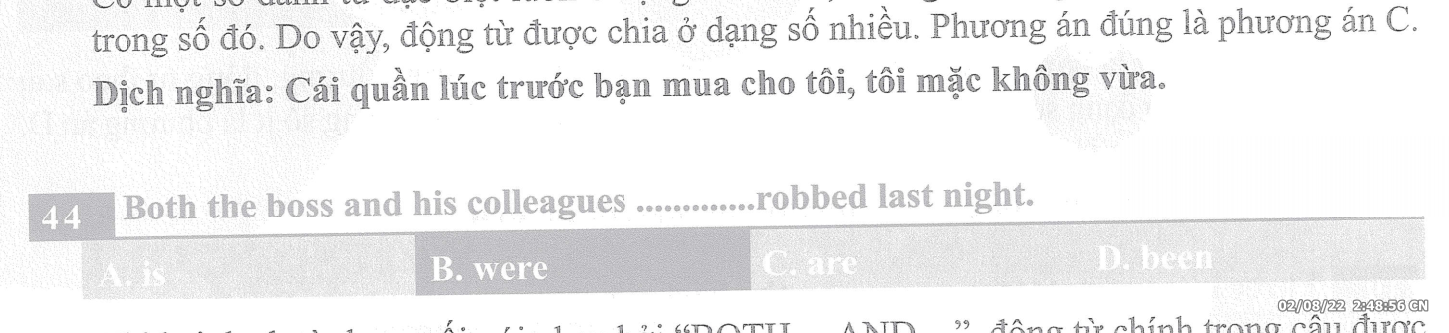 trong số đó. Do vậy, động từ được chia ở dạng số nhiều. Phương án đúng là phương án C.
Dịch nghĩa: Cái quần lúc trước bạn mua cho tôi, tôi mặc không vừa.
44 Both the boss and his colleagues .............robbed last night.
A. is B. were C. are D. been
02/08/22 2:48:56 CN
"BOTH ... AND ..." động từ chính trong câu được